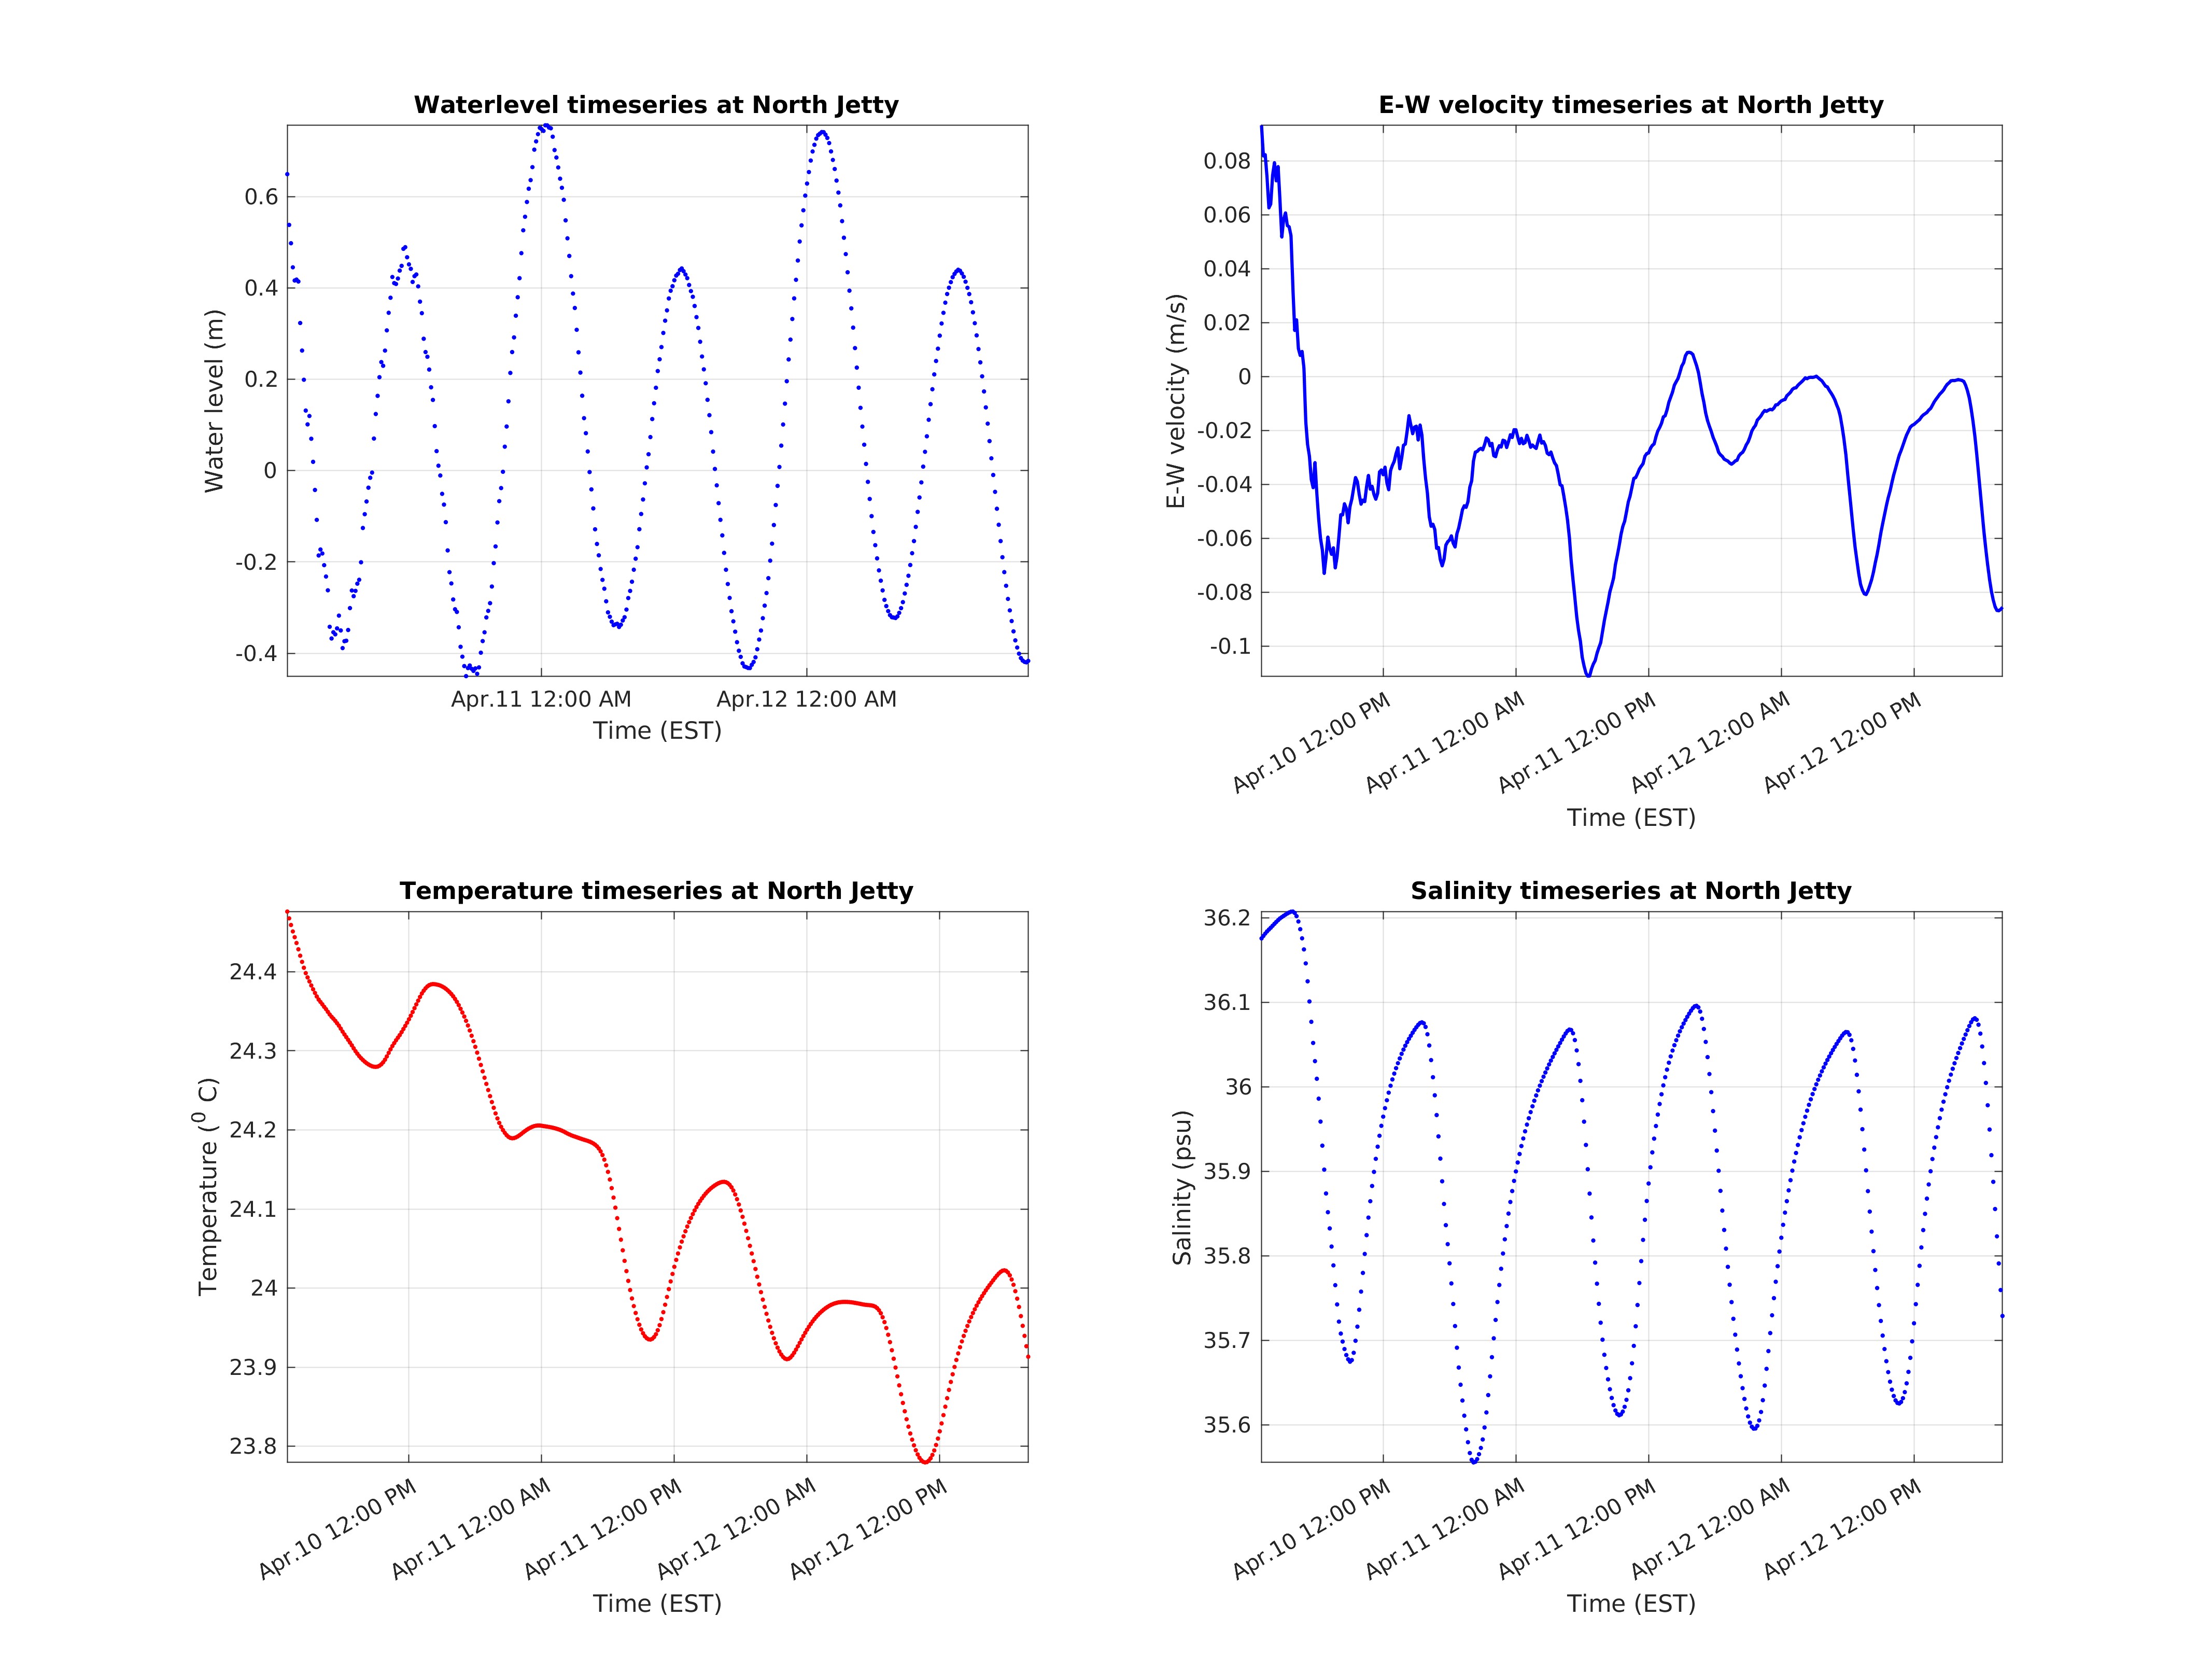 Waterlevel timeseries at North Jetty
0.6
0.4
0.2
0
-0.2
-0.4
Water level (m)
Apr.11 12:00 AM
Apr.12 12:00 AM
Time (EST)
E-W velocity timeseries at North Jetty
0.08
0.06
0.04
0.02
0
-0.02
-0.04
-0.06
-0.08
-0.1
E-W velocity (m/s)
Apr.10 12:00 PM
Apr.11 12:00 AM
Apr.11 12:00 PM
Apr.12 12:00 AM
Apr.12 12:00 PM
Time (EST)
Temperature timeseries at North Jetty
24.4
24.3
24.2
24.1
24
23.9
23.8
Temperature (⁰ C)
Apr.10 12:00 PM
Apr.11 12:00 AM
Apr.11 12:00 PM
Apr.12 12:00 AM
Apr.12 12:00 PM
Time (EST)
Salinity timeseries at North Jetty
36.2
36.1
36
35.9
35.8
35.7
35.6
Salinity (psu)
Apr.10 12:00 PM
Apr.11 12:00 AM
Apr.11 12:00 PM
Apr.12 12:00 AM
Apr.12 12:00 PM
Time (EST)